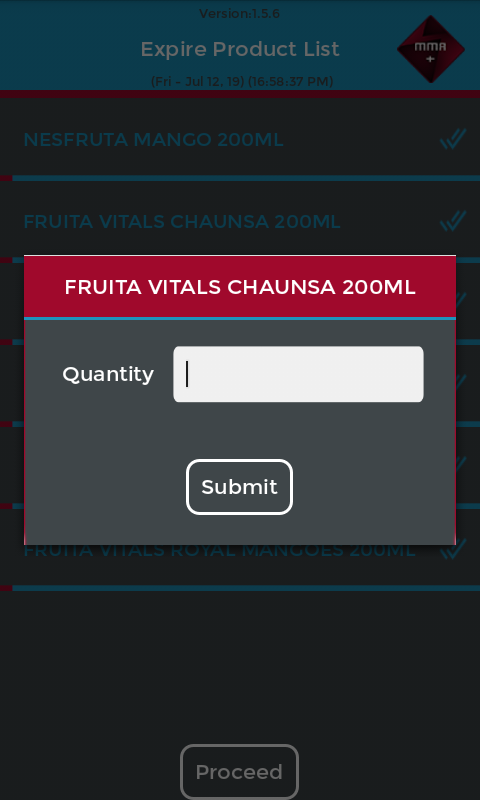 Version:1.5.6
Expire Product List
MMA
+
(Fri - Jul 12, 19) (16:58:37 PM)
NESFRUTA MANGO 200ML
FRUITA VITALS CHAUNSA 200ML
FRUITA VITALS CHAUNSA 200ML
Quantity
Submit
FRUITA VITALS ROYAL MANGOES 200ML
Proceed